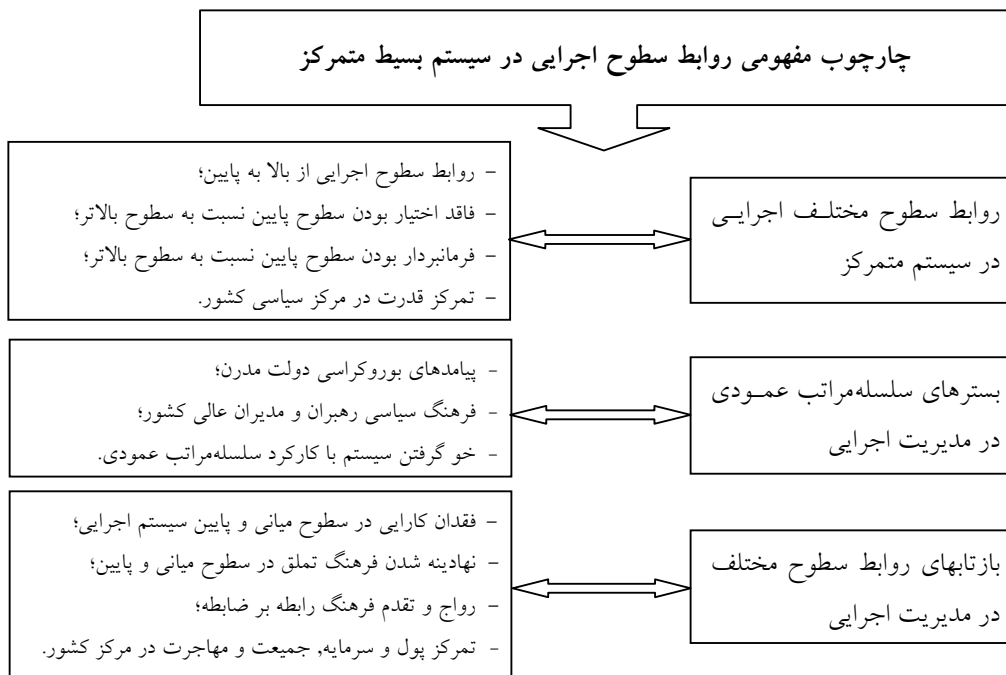 چارچوب مفهومی روابط سطوح اجرایی در سیستم بسیط متمرکز
روابط سطوح مختلف اجرایی
در سیستم متمرکز
- روابط سطوح اجرایی از بالا به پایین؛
- فاقد اختیار بودن سطوح پایین نسبت به سطوح بالاتر؛
- فرمانبردار بودن سطوح پایین نسبت به سطوح بالاتر؛
- تمرکز قدرت در مرکز سیاسی کشور.
بسترهای سلسله‌مراتب عمودی
در مدیریت اجرایی
- پیامدهای بوروکراسی دولت مدرن؛
- فرهنگ سیاسی رهبران و مدیران عالی کشور؛
- خو گرفتن سیستم با کارکرد سلسله‌مراتب عمودی.
بازتابهای روابط سطوح مختلف
در مدیریت اجرایی
- فقدان کارایی در سطوح میانی و پایین سیستم اجرایی؛
- نهادینه شدن فرهنگ تملق در سطوح میانی و پایین؛
- رواج و تقدم فرهنگ رابطه بر ضابطه؛
- تمرکز پول و سرمایه, جمیعت و مهاجرت در مرکز کشور.